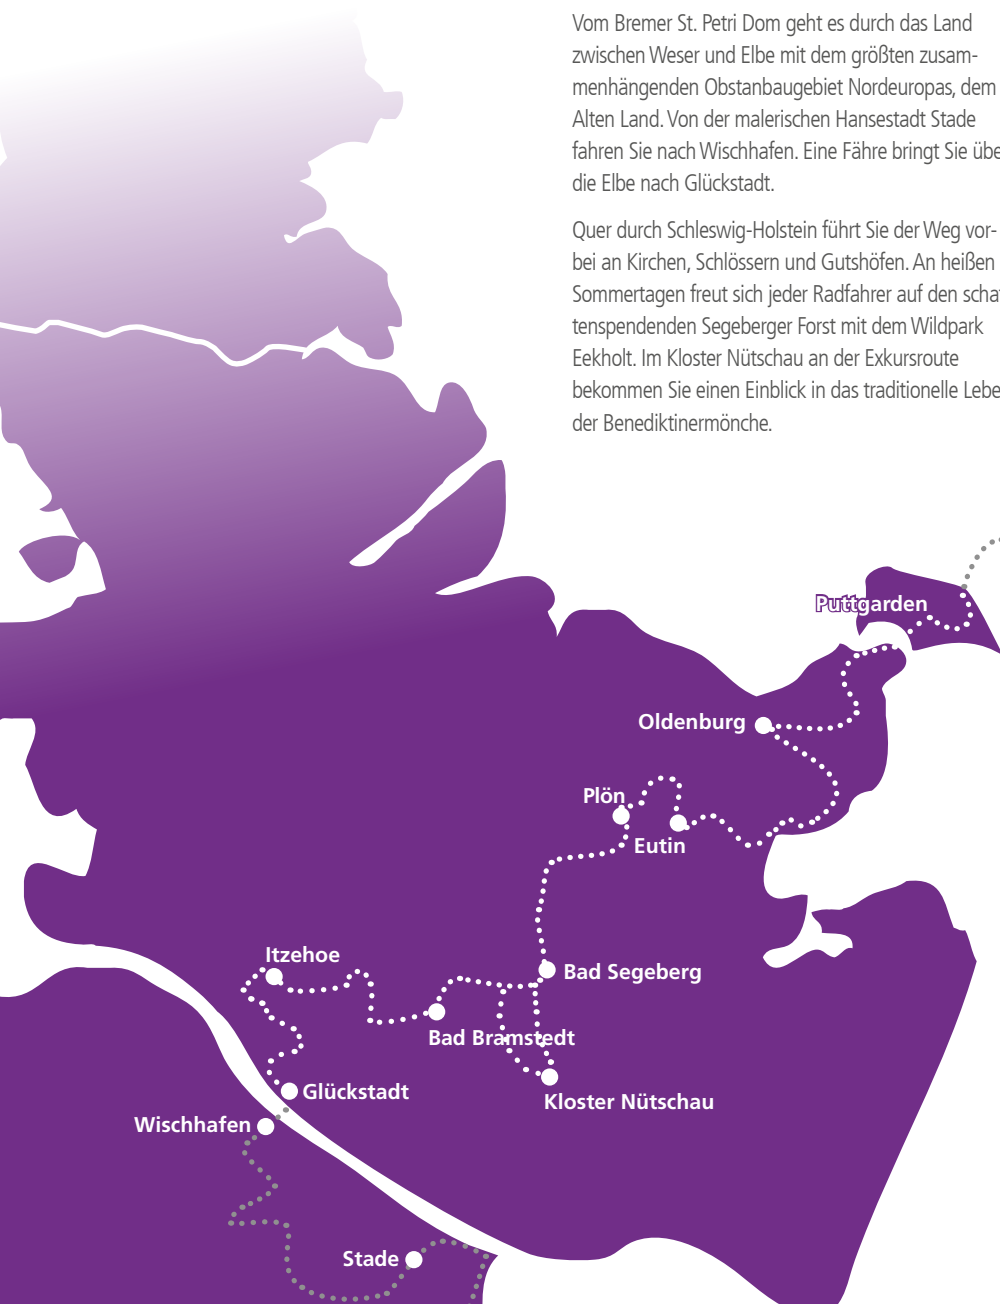 Vom Bremer St. Petri Dom geht es durch das Land
zwischen Weser und Elbe mit dem größten zusam-
menhängenden Obstanbaugebiet Nordeuropas, dem
Alten Land. Von der malerischen Hansestadt Stade
fahren Sie nach Wischhafen. Eine Fähre bringt Sie übe
die Elbe nach Glückstadt.
Quer durch Schleswig-Holstein führt Sie der Weg vor-
bei an Kirchen, Schlössern und Gutshöfen. An heißen
Sommertagen freut sich jeder Radfahrer auf den scha
tenspendenden Segeberger Forst mit dem Wildpark
Eekholt. Im Kloster Nütschau an der Exkursroute
bekommen Sie einen Einblick in das traditionelle Lebe
der Benediktinermönche.
Puttgarden
Oldenburg
Plön
Eutin
Itzehoe
Bad Segeberg
Bad Bramstedt
Glückstadt
Kloster Nütschau
Wischhafen
Stade